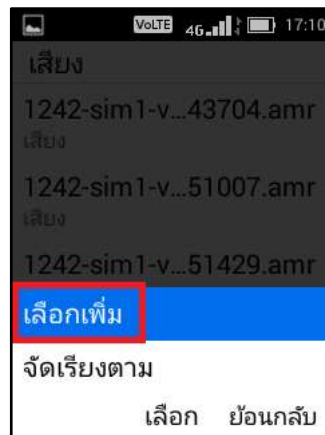 VoLTE 4G 17:10
เสียง
1242-sim1-v...43704.amr
เสียง
1242-sim1-v...51007.amr
เสียง
1242-sim1-v...51429.amr
เลือกเพิ่ม
จัดเรียงตาม
เลือก ย้อนกลับ